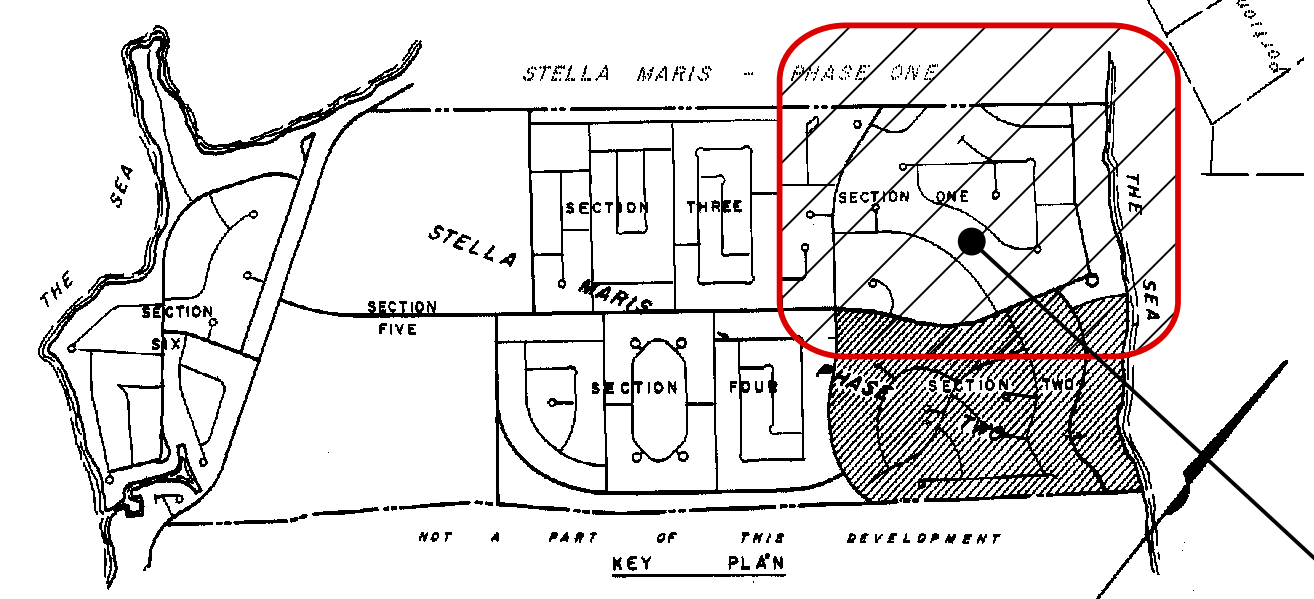 STELLA MARIS - PHASE ONE
THE SEA
SECTION THREE
SECTION ONE
THE SEA
STELLA MARIS
PHASE TWO
SECTION SIX
SECTION
FIVE
SECTION FOUR
SECTION TWO
NOT A PART OF THIS DEVELOPMENT
KEY PLAN